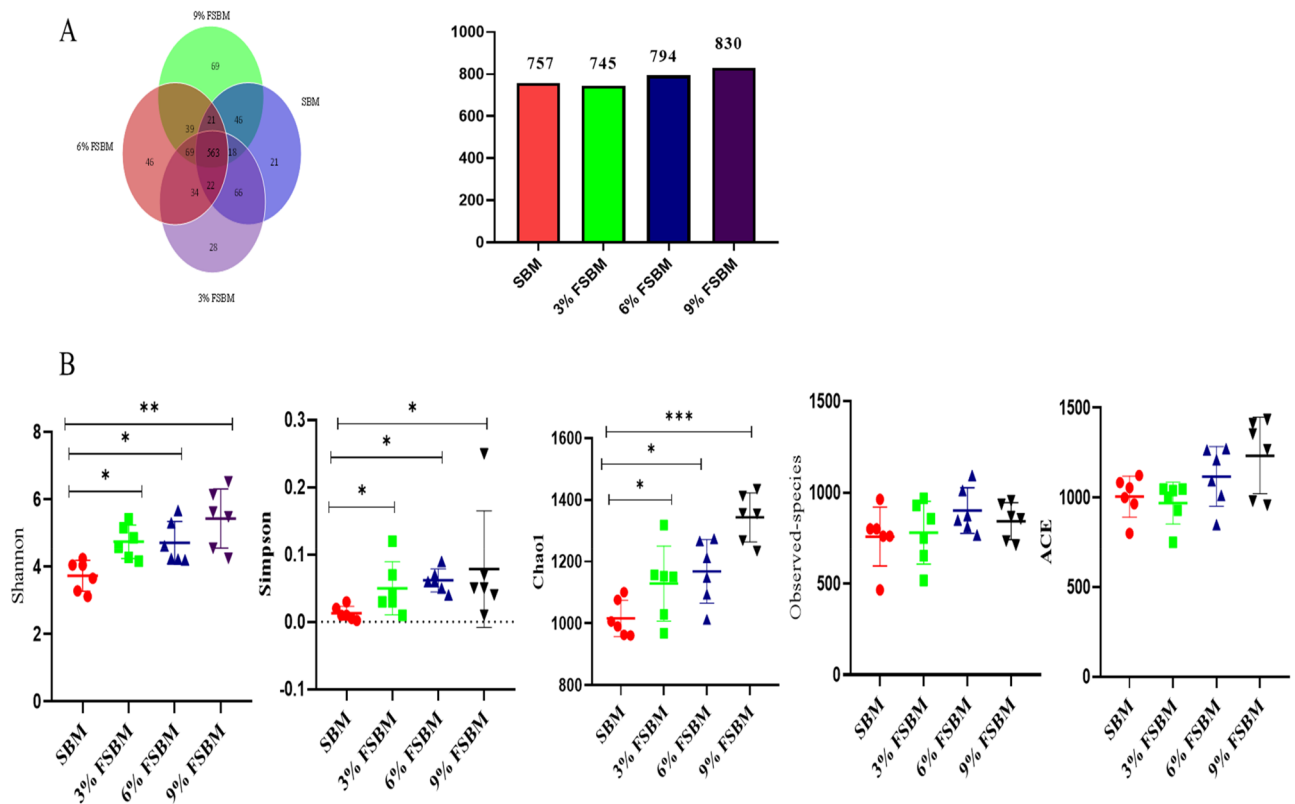 A
9% FSBM
69
SBM
39
21
46
6% FSBM
46
69
563
18
21
34
22
66
28
3% FSBM
1000
800
600
400
200
0
757
745
794
830
SBM
3% FSBM
6% FSBM
9% FSBM
B
Shannon
8
6
4
2
0
**
*
*
SBM
3% FSBM
6% FSBM
9% FSBM
Simpson
0.3
0.2
0.1
0.0
-0.1
*
*
*
SBM
3% FSBM
6% FSBM
9% FSBM
Chao1
1600
1400
1200
1000
800
***
*
*
SBM
3% FSBM
6% FSBM
9% FSBM
Observed-species
1500
1000
500
0
SBM
3% FSBM
6% FSBM
9% FSBM
ACE
1500
1000
500
0
SBM
3% FSBM
6% FSBM
9% FSBM